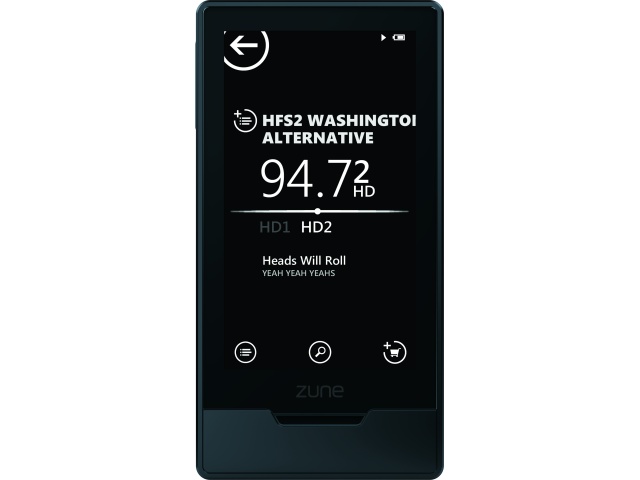 HFS2 WASHINGTO
ALTERNATIVE
94.7² HD
HD1 HD2
Heads Will Roll
YEAH YEAH YEAHS
zune